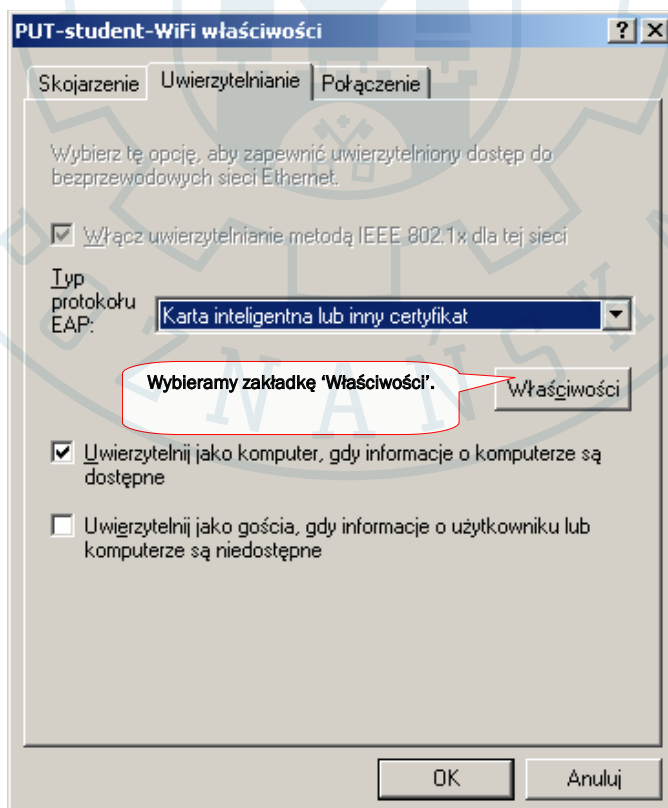 PUT-student-WiFi właściwości
Skojarzenie Uwierzytelnianie Połączenie
Wybierz tę opcję, aby zapewnić uwierzytelniony dostęp do
bezprzewodowych sieci Ethernet.
Włącz uwierzytelnianie metodą IEEE 802.1x dla tej sieci
Typ
protokołu
EAP:
Karta inteligentna lub inny certyfikat
Wybieramy zakładkę ‘Właściwości’.
Właściwości
Uwierzytelnij jako komputer, gdy informacje o komputerze są
dostępne
Uwierzytelnij jako gościa, gdy informacje o użytkowniku lub
komputerze są niedostępne
OK Anuluj